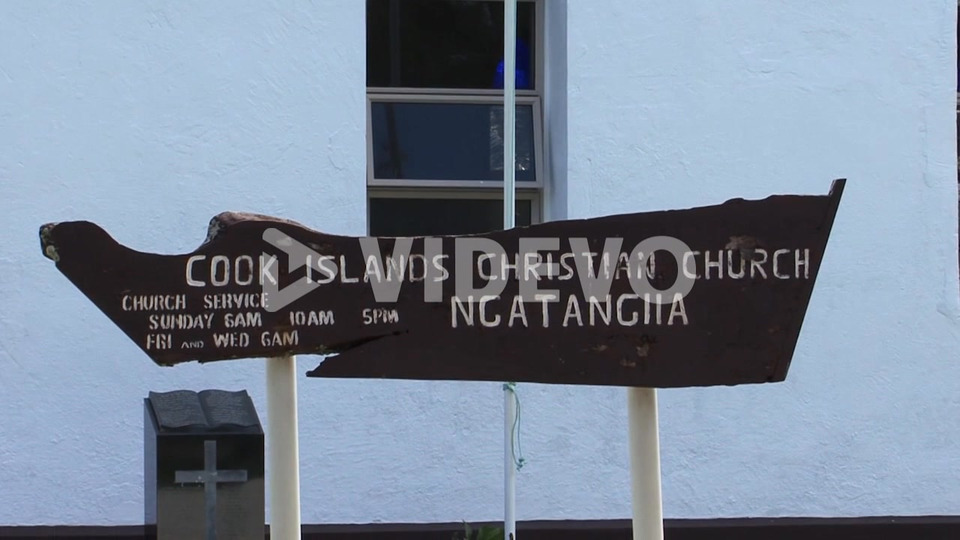 COOK ISLANDS CHRISTIAN CHURCH
NGATANGIIA
CHURCH SERVICE
SUNDAY 6AM 10AM 5PM
FRI AND WED 6AM
VIDEVO